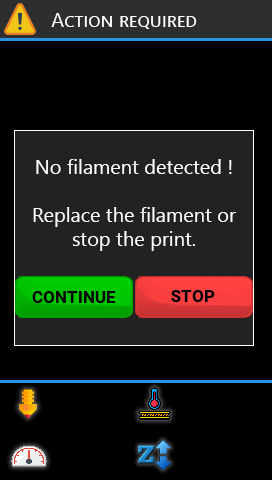 Action required
No filament detected !
Replace the filament or
stop the print.
CONTINUE
STOP
Z